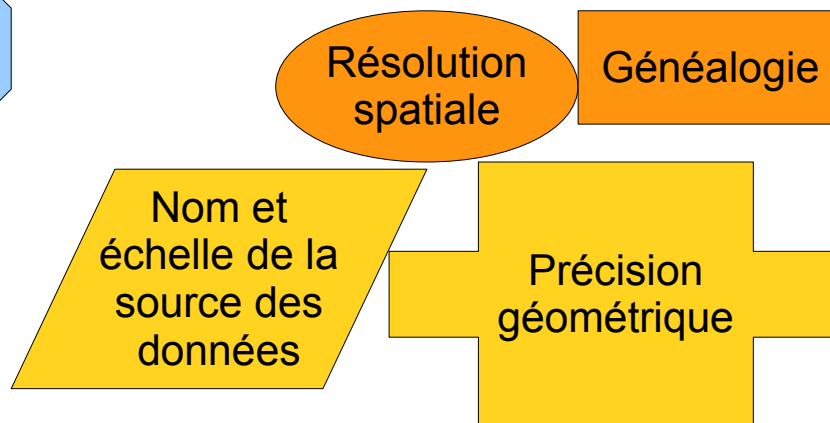 Résolution
spatiale
Généalogie
Nom et
échelle de la
source des
données
Précision
géométrique